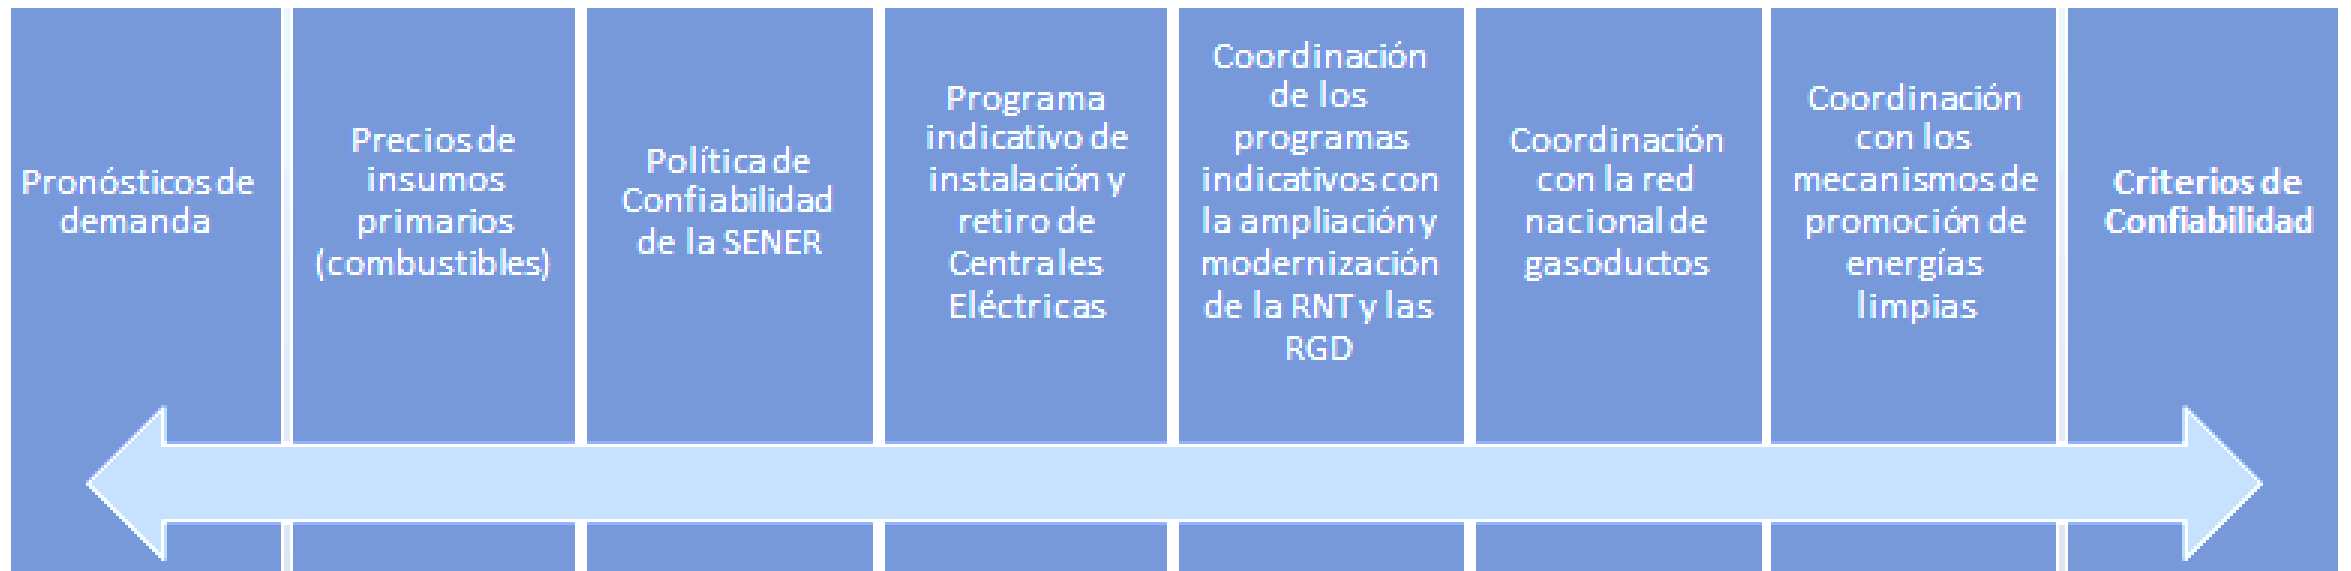 Pronósticos de
demanda
Precios de
insumos
primarios
(combustibles)
Política de
Confiabilidad
de la SENER
Programa
indicativo de
instalación y
retiro de
Centrales
Eléctricas
Coordinación
de los
programas
indicativos con
la ampliación y
modernización
de la RNT y las
RGD
Coordinación
con la red
nacional de
gasoductos
Coordinación
con los
mecanismos de
promoción de
energías
limpias
Criterios de
Confiabilidad